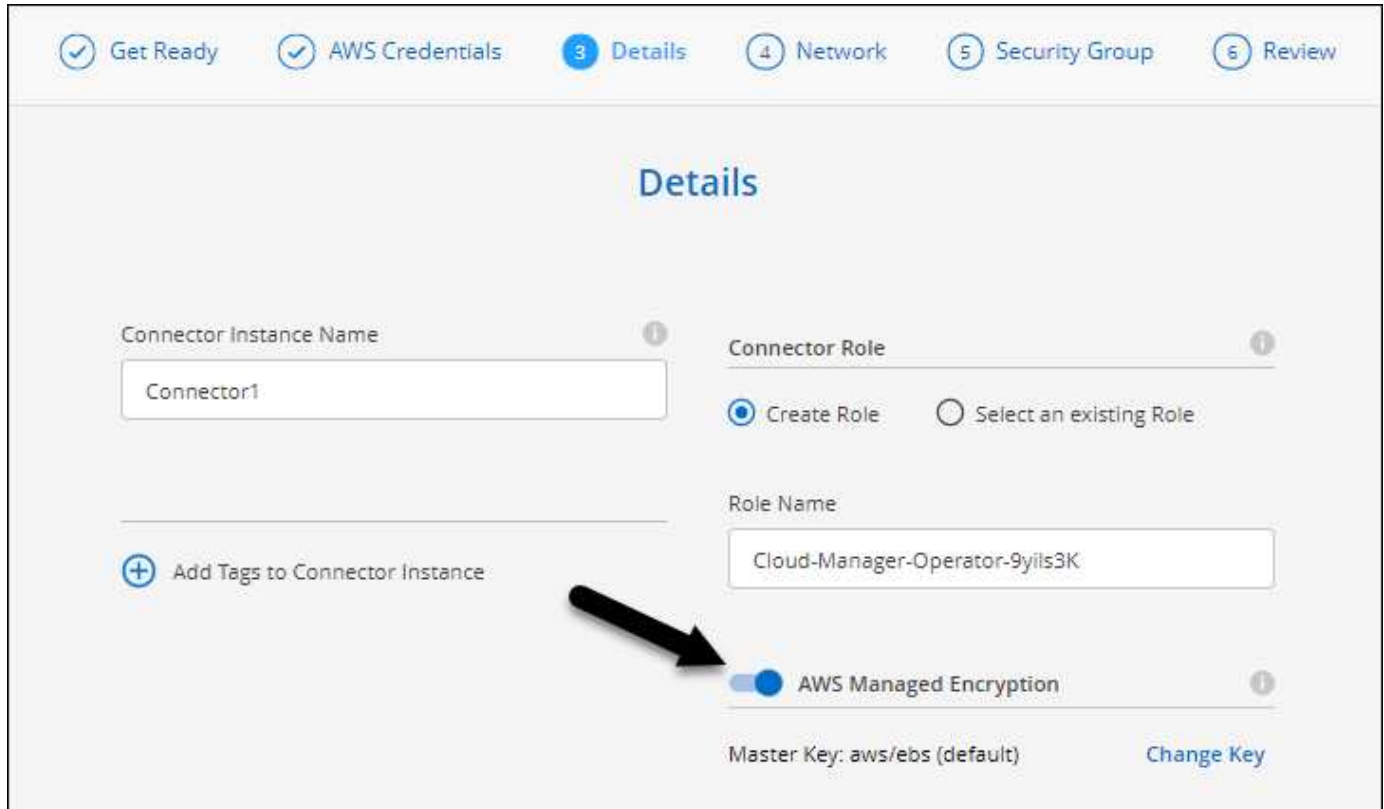 Get Ready
AWS Credentials
3 Details
4 Network
5 Security Group
6 Review
Details
Connector Instance Name
Connector1
Add Tags to Connector Instance
Connector Role
Create Role
Select an existing Role
Role Name
Cloud-Manager-Operator-9yiIs3K
AWS Managed Encryption
Master Key: aws/ebs (default)
Change Key